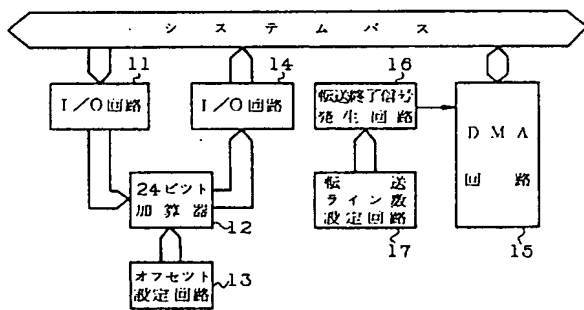 システムバス
11
14
16
I/O回路
I/O回路
転送終了信号
発生回路
DMA
回路
24ビット
加算器
12
転送
ライン数
設定回路
17
15
オフセット
設定回路
13